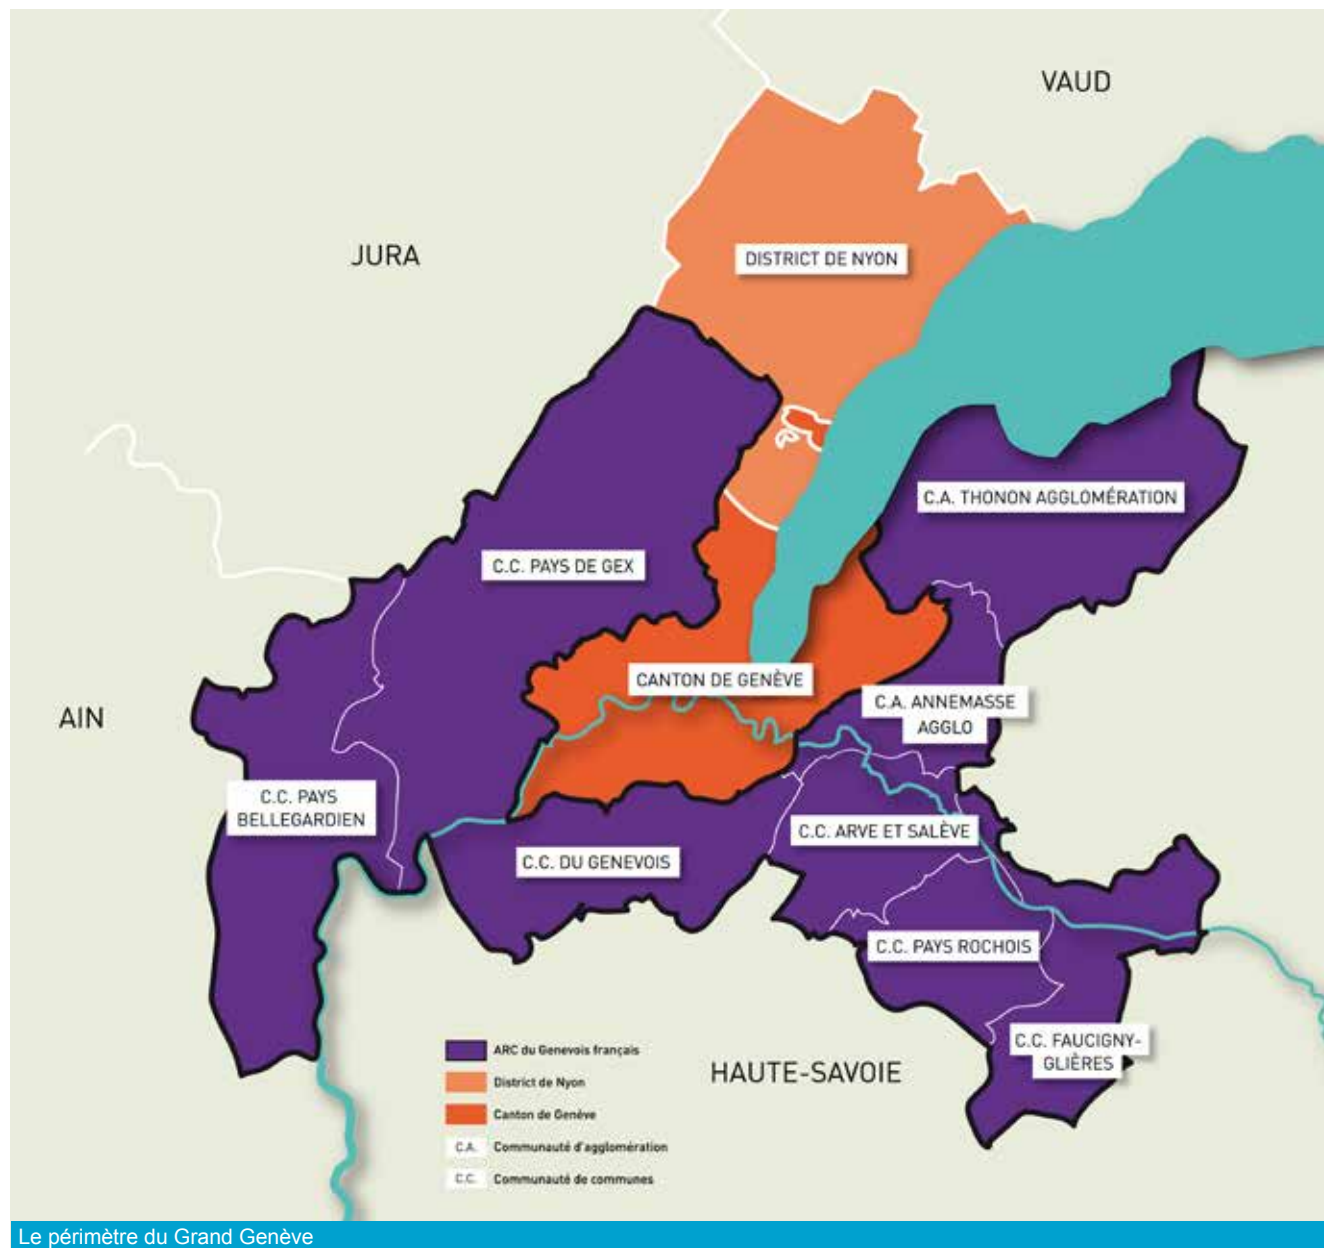 VAUD
JURA
DISTRICT DE NYON
C.A. THONON AGGLOMÉRATION
C.C. PAYS DE GEX
CANTON DE GENÈVE
C.A. ANNEMASSE
AGGLO
AIN
C.C. PAYS
BELLEGARDIEN
C.C. ARVE ET SALÈVE
C.C. DU GENEVOIS
C.C. PAYS ROCHOIS
C.C. FAUCIGNY-
GLIÈRES
HAUTE-SAVOIE
ARC du Genevois français
District de Nyon
Canton de Genève
C.A. Communauté d'agglomération
C.C. Communauté de communes
Le périmètre du Grand Genève